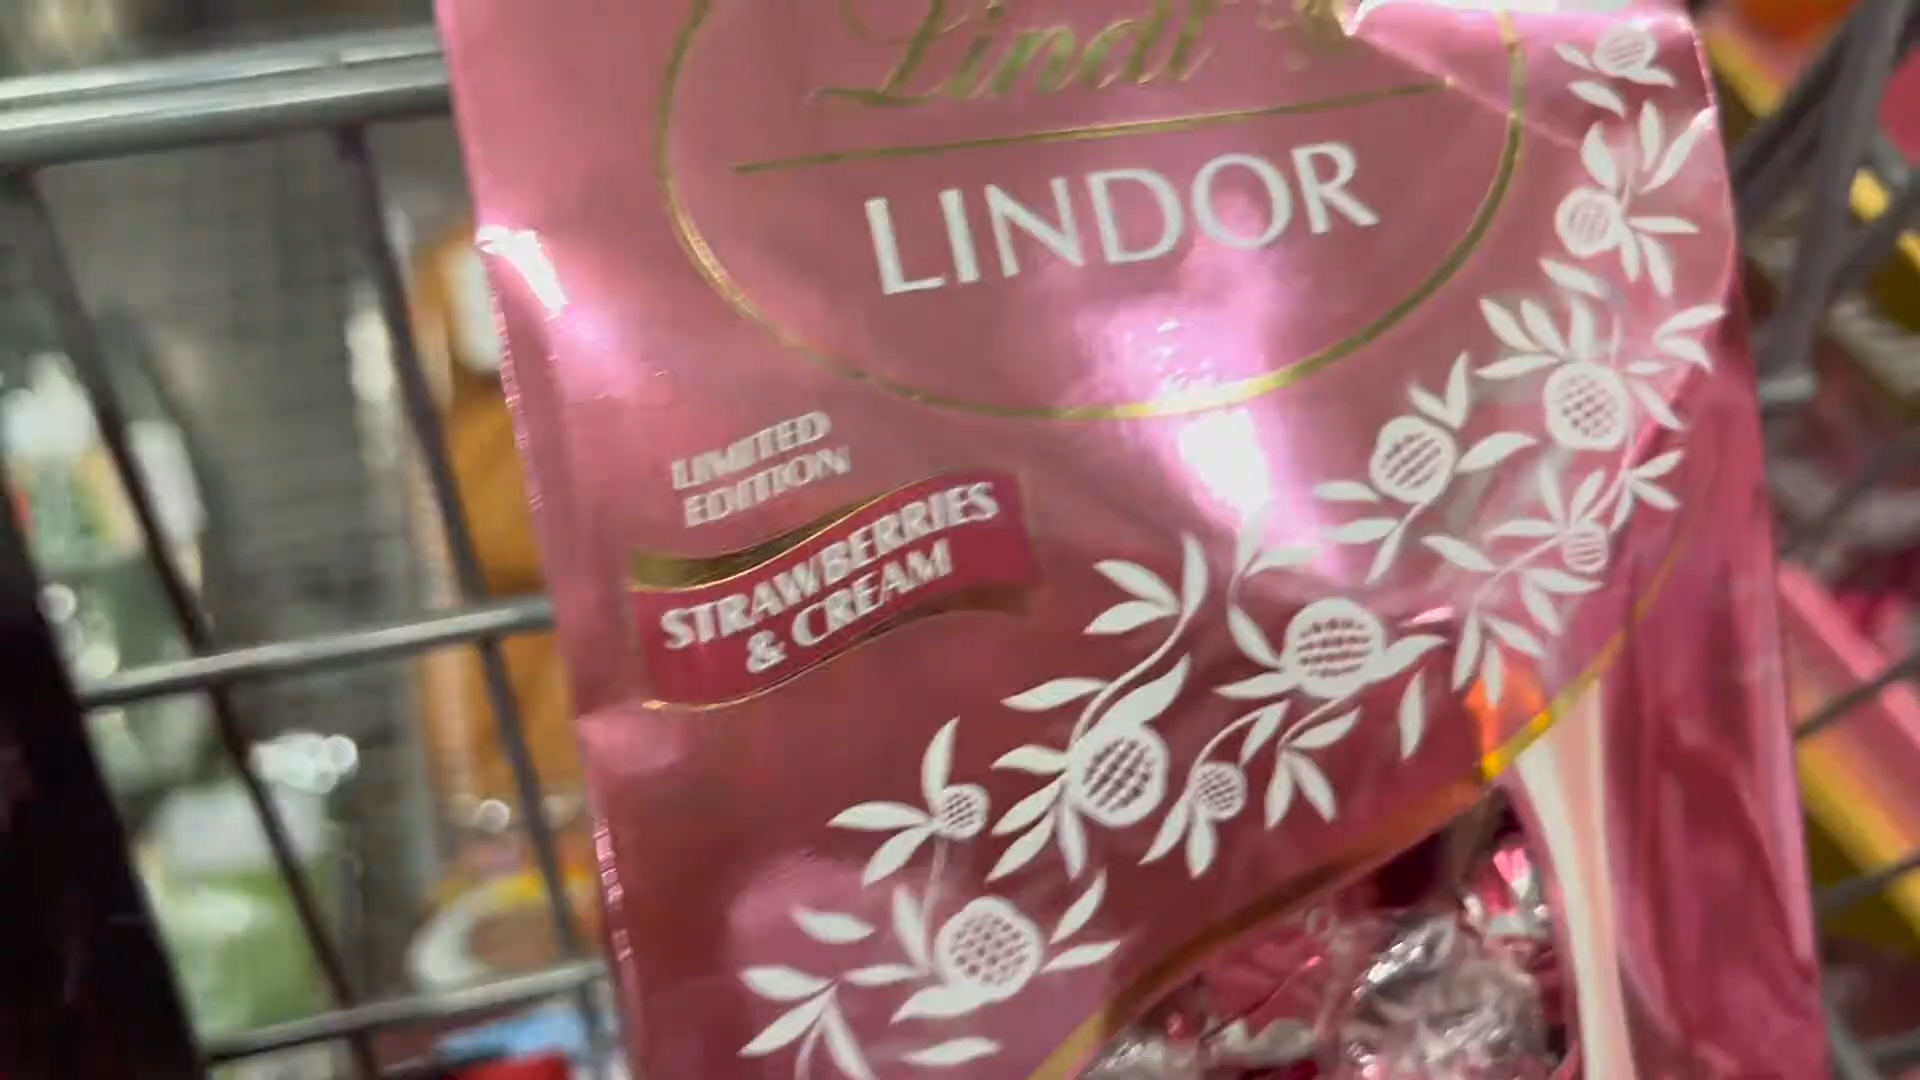 Lindt
LINDOR
LIMITED
EDITION
STRAWBERRIES
& CREAM